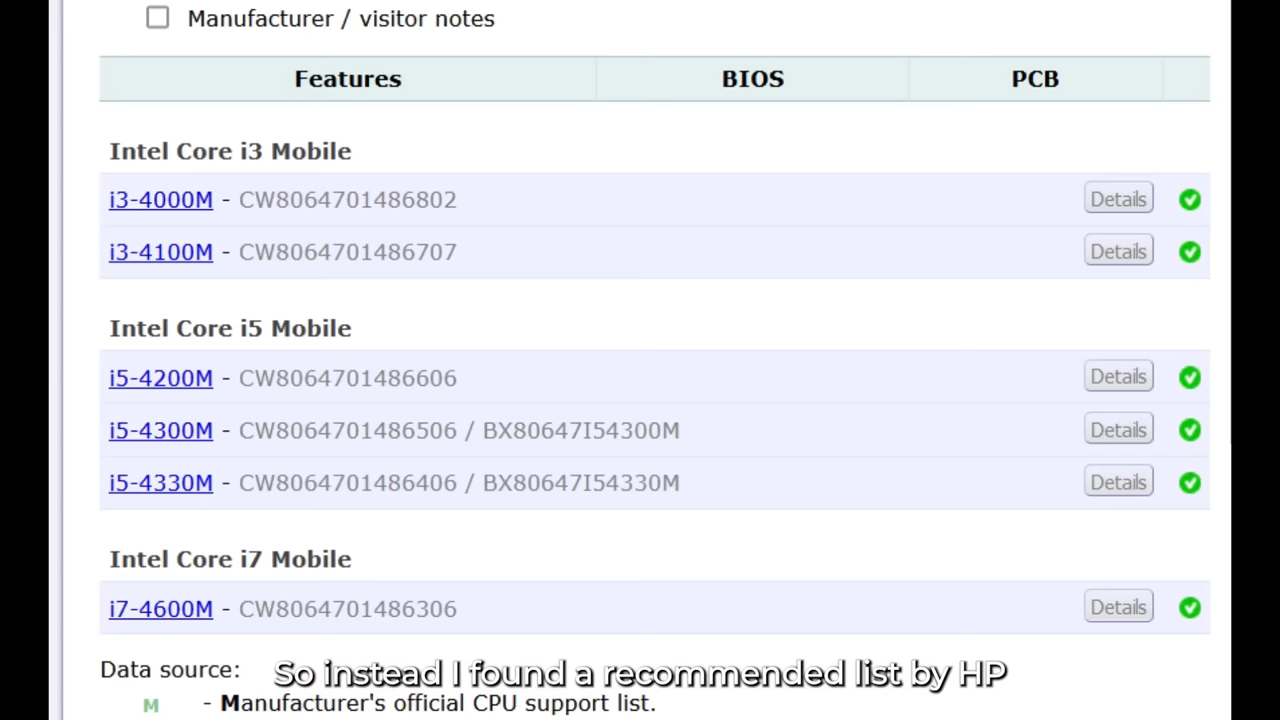 Manufacturer / visitor notes
Features BIOS PCB
Intel Core i3 Mobile
i3-4000M - CW8064701486802 Details
i3-4100M - CW8064701486707 Details
Intel Core i5 Mobile
i5-4200M - CW8064701486606 Details
i5-4300M - CW8064701486506 / BX80647I54300M Details
i5-4330M - CW8064701486406 / BX80647I54330M Details
Intel Core i7 Mobile
i7-4600M - CW8064701486306 Details
Data source:
So instead I found a recommended list by HP
M - Manufacturer's official CPU support list.